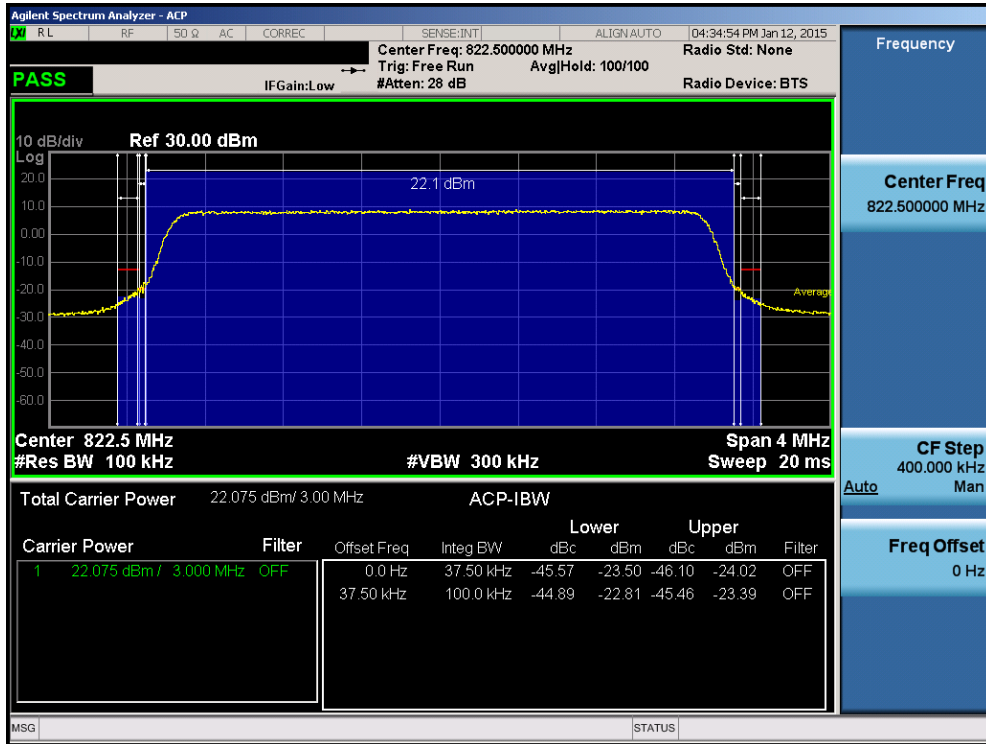 Agilent Spectrum Analyzer - ACP
LXI RL RF 50 Ω AC CORREC SENSE:INT ALIGN AUTO 04:34:54 PM Jan 12, 2015
Center Freq: 822.500000 MHz Radio Std: None
Trig: Free Run Avg|Hold: 100/100
PASS IFGain:Low #Atten: 28 dB Radio Device: BTS
10 dB/div Ref 30.00 dBm
Log
20.0
22.1 dBm
10.0
0.00
-10.0
-20.0
Average
-30.0
-40.0
-50.0
-60.0
Center 822.5 MHz Span 4 MHz
#Res BW 100 kHz #VBW 300 kHz Sweep 20 ms
Total Carrier Power 22.075 dBm/ 3.00 MHz ACP-IBW
Lower Upper
Carrier Power Filter Offset Freq Integ BW dBc dBm dBc dBm Filter
1 22.075 dBm / 3.000 MHz OFF 0.0 Hz 37.50 kHz -45.57 -23.50 -46.10 -24.02 OFF
37.50 kHz 100.0 kHz -44.89 -22.81 -45.46 -23.39 OFF
MSG STATUS
Frequency
Center Freq
822.500000 MHz
CF Step
400.000 kHz
Auto Man
Freq Offset
0 Hz